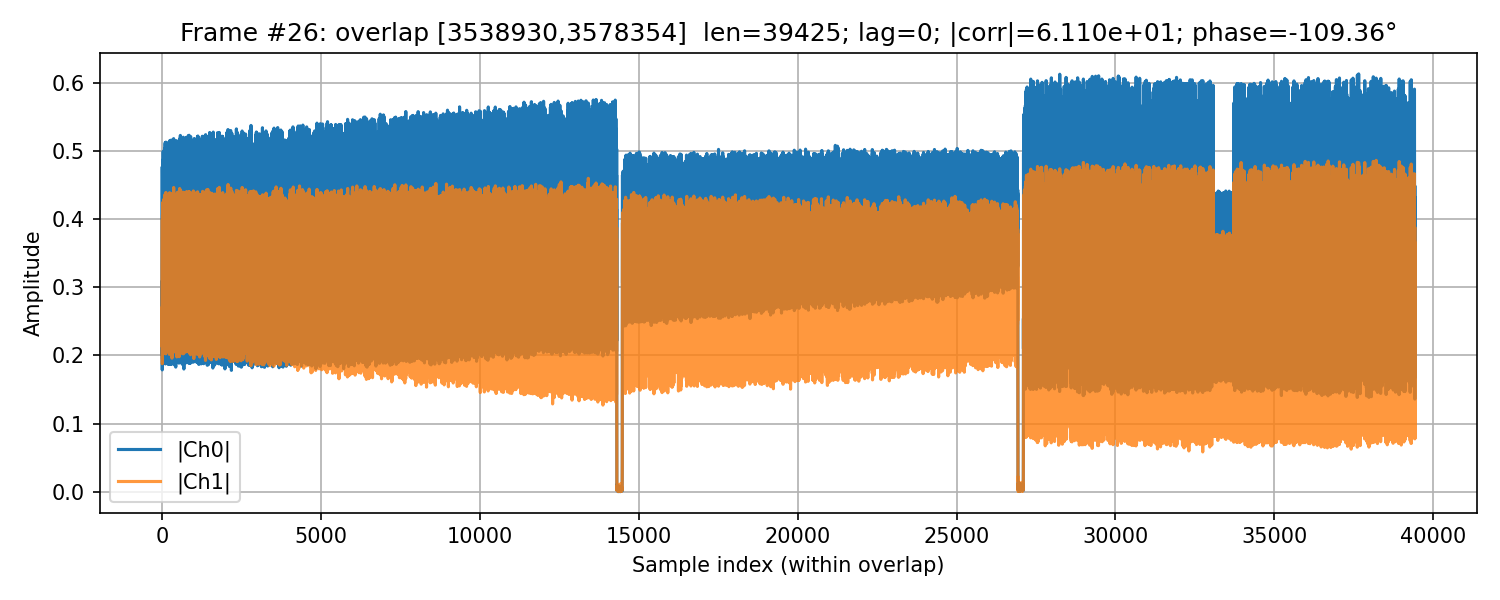 Frame #26: overlap [3538930,3578354]  len=39425; lag=0; |corr|=6.110e+01; phase=-109.36°
Amplitude
0.6
0.5
0.4
0.3
0.2
0.1
0.0
|Ch0|
|Ch1|
0 5000 10000 15000 20000 25000 30000 35000 40000
Sample index (within overlap)